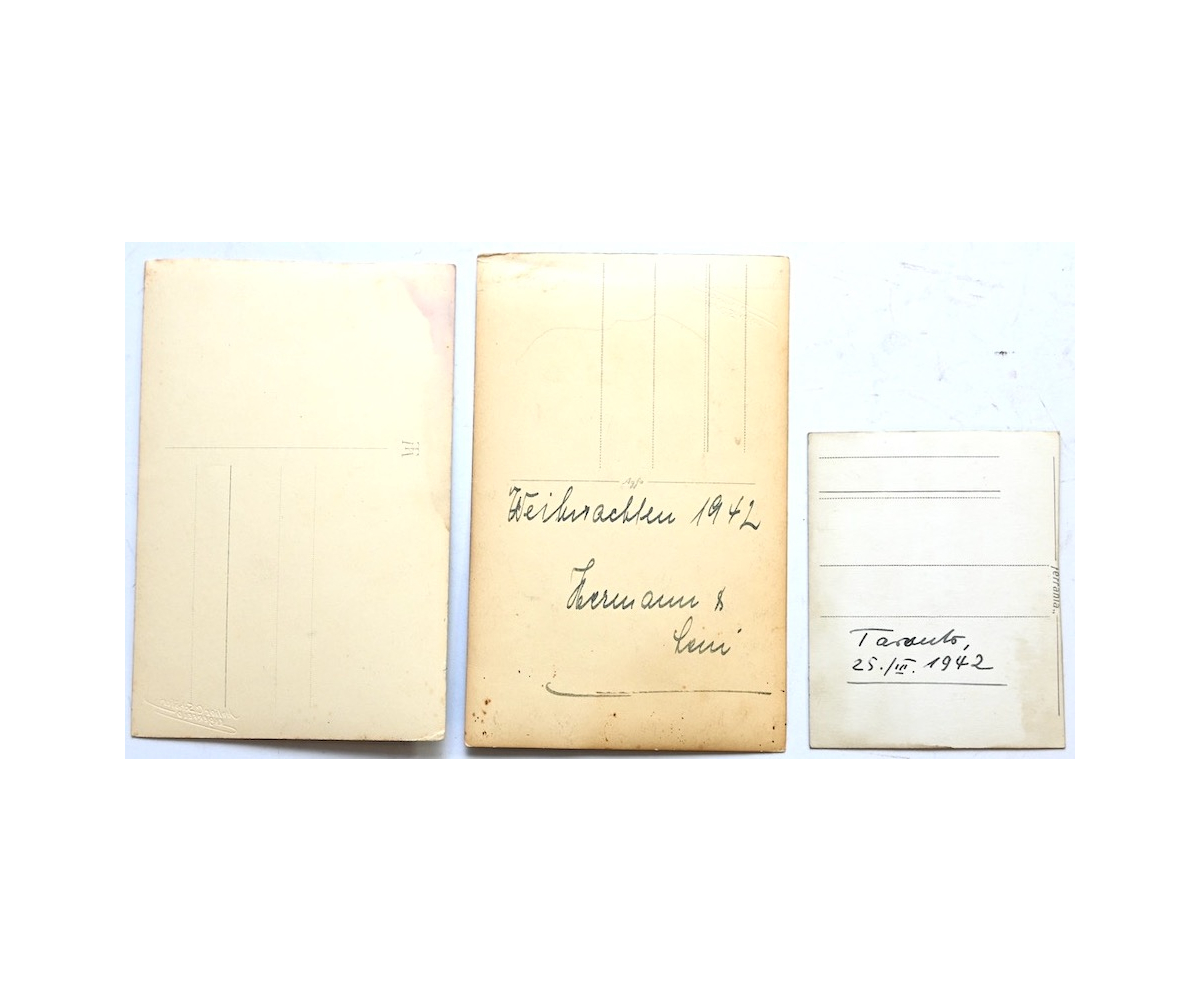 Weihnachten 1942
Hermann &
Leni
Taranto,
25./III. 1942